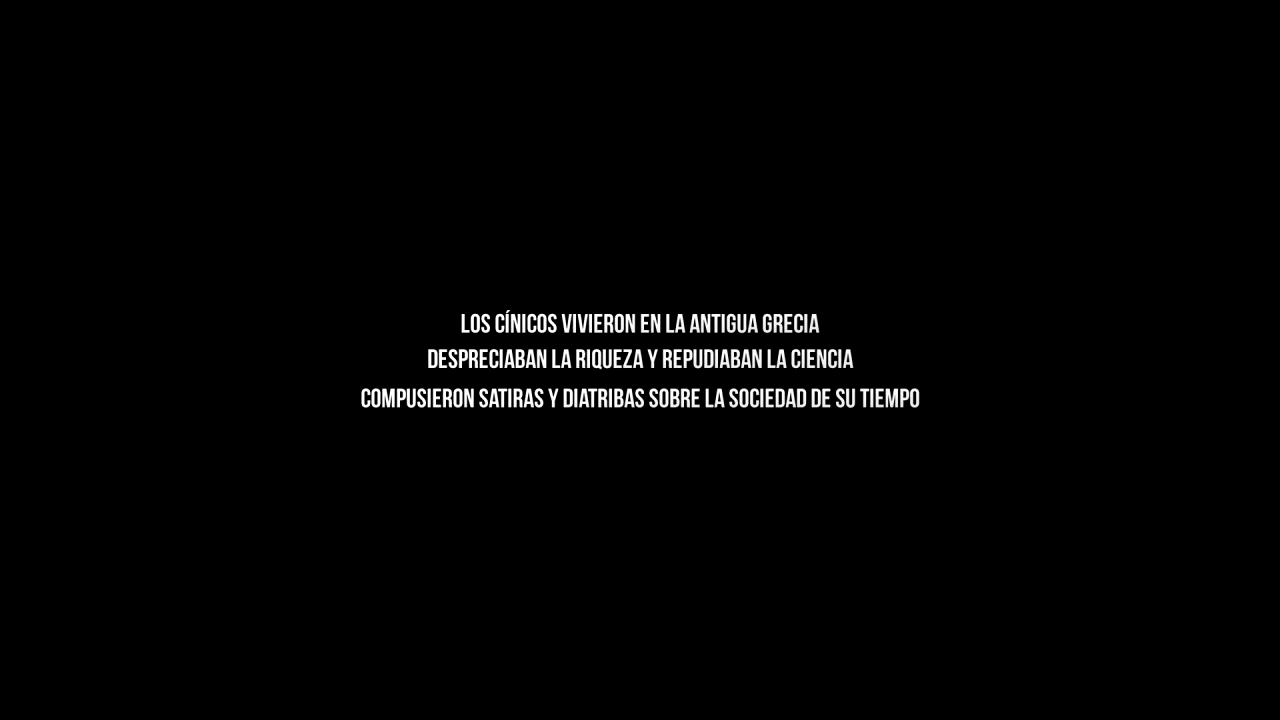 LOS CÍNICOS VIVIERON EN LA ANTIGUA GRECIA
DESPRECIABAN LA RIQUEZA Y REPUDIABAN LA CIENCIA
COMPUSIERON SATIRAS Y DIATRIBAS SOBRE LA SOCIEDAD DE SU TIEMPO